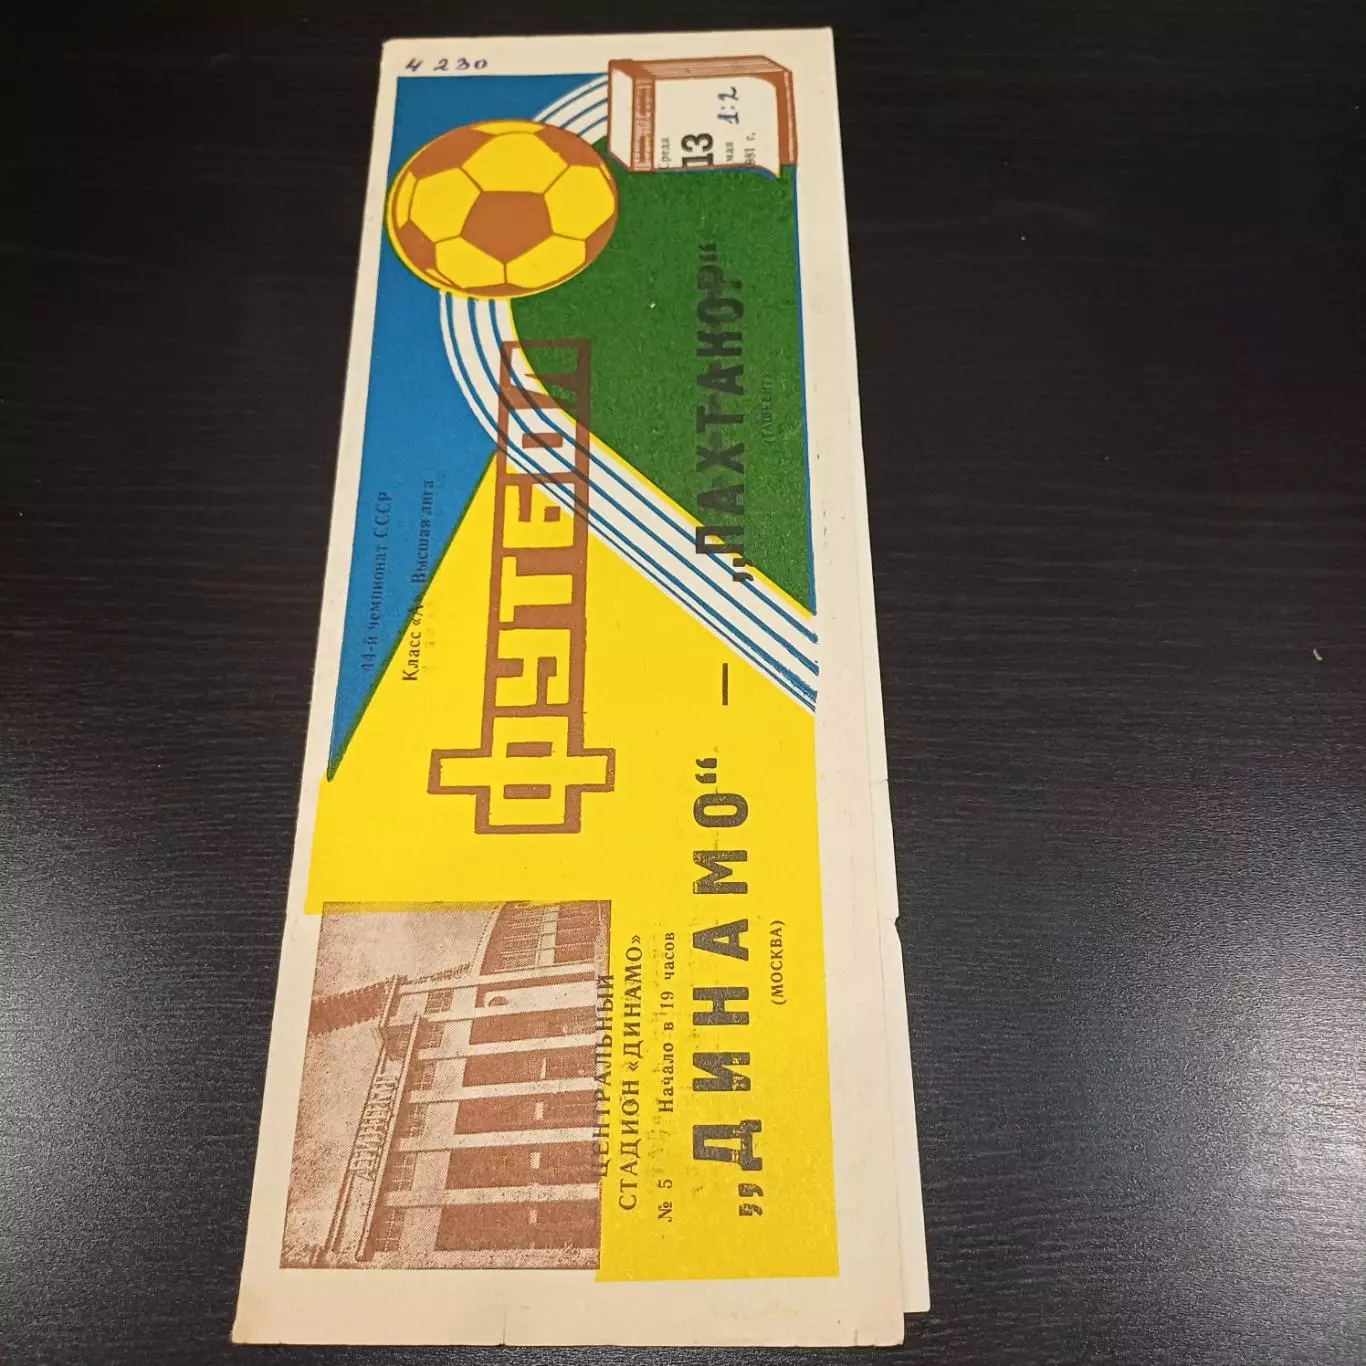 4 230
44-й чемпионат СССР
Класс «А». Высшая лига
ФУТБОЛ
Среда
13
мая
1:2
981 г.
ЦЕНТРАЛЬНЫЙ
СТАДИОН «ДИНАМО»
№ 5 Начало в 19 часов
„ДИНАМО“ — „ПАХТАКОР“
(МОСКВА)
(ТАШКЕНТ)